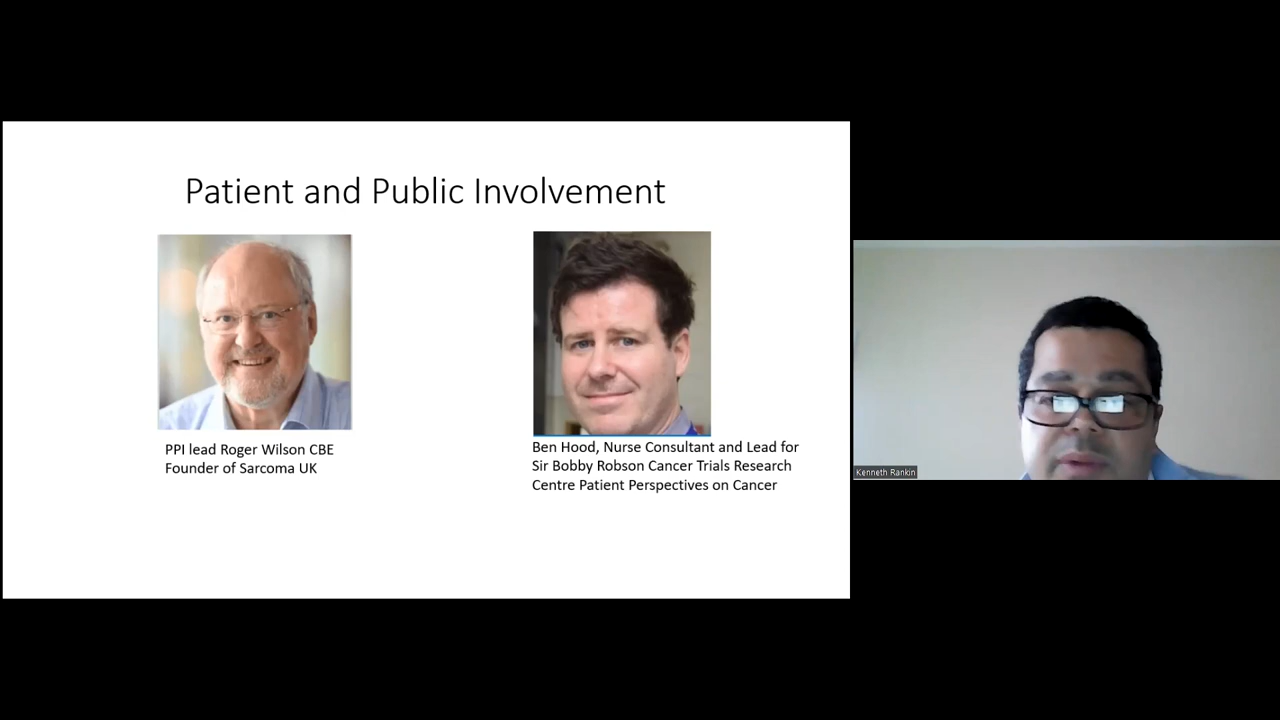 Patient and Public Involvement
PPI lead Roger Wilson CBE
Founder of Sarcoma UK
Ben Hood, Nurse Consultant and Lead for
Sir Bobby Robson Cancer Trials Research
Centre Patient Perspectives on Cancer
Kenneth Rankin